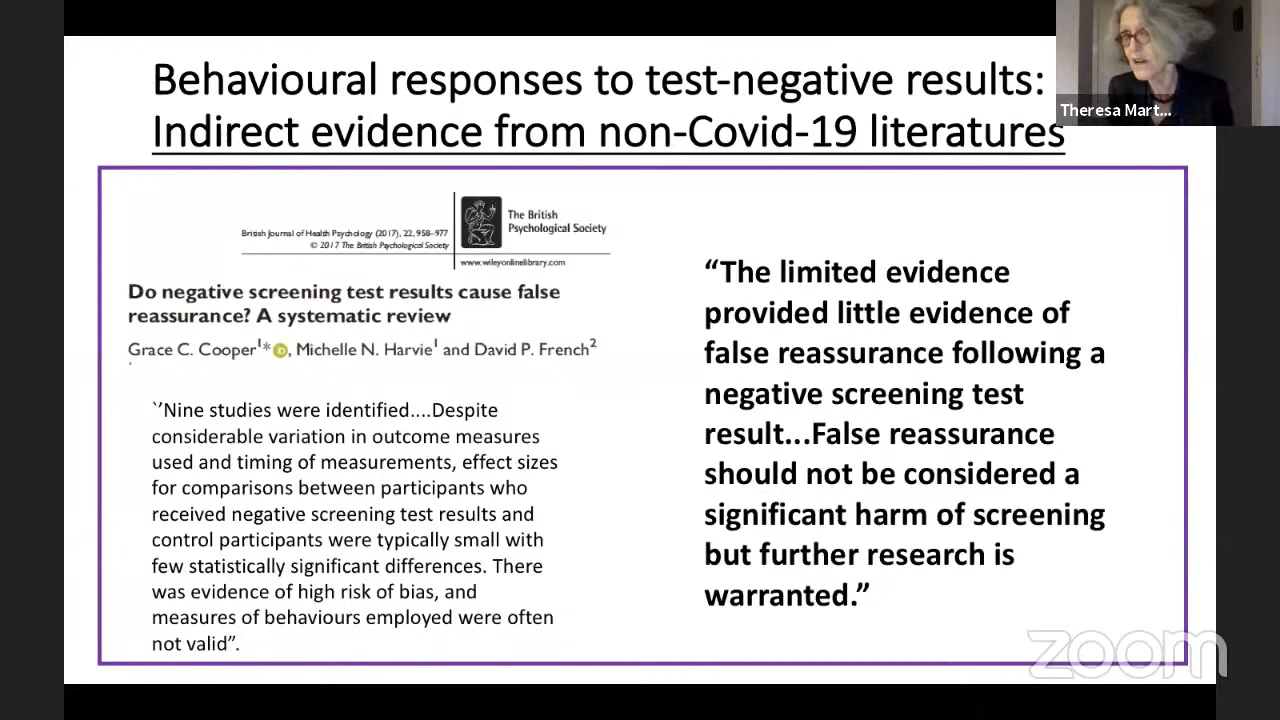 Behavioural responses to test-negative results:
Indirect evidence from non-Covid-19 literatures
Theresa Mart...
The British
Psychological Society
British Journal of Health Psychology (2017), 22, 958–977
© 2017 The British Psychological Society
www.wileyonlinelibrary.com
Do negative screening test results cause false
reassurance? A systematic review
Grace C. Cooper¹* iD, Michelle N. Harvie¹ and David P. French²
`’Nine studies were identified....Despite
considerable variation in outcome measures
used and timing of measurements, effect sizes
for comparisons between participants who
received negative screening test results and
control participants were typically small with
few statistically significant differences. There
was evidence of high risk of bias, and
measures of behaviours employed were often
not valid”.
“The limited evidence
provided little evidence of
false reassurance following a
negative screening test
result...False reassurance
should not be considered a
significant harm of screening
but further research is
warranted.”
zoom